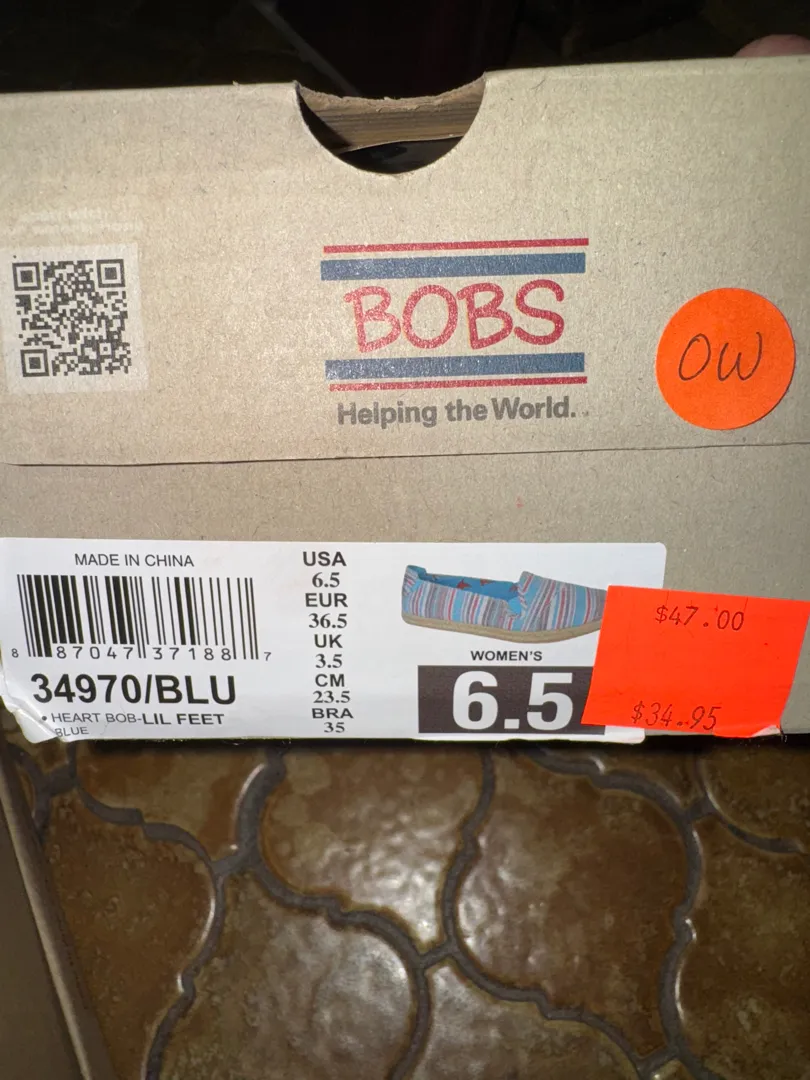 BOBS
Helping the World.
OW
MADE IN CHINA
8 87047 37188 7
34970/BLU
• HEART BOB-LIL FEET
BLUE
USA
6.5
EUR
36.5
UK
3.5
CM
23.5
BRA
35
WOMEN'S
6.5
$47.00
$34.95